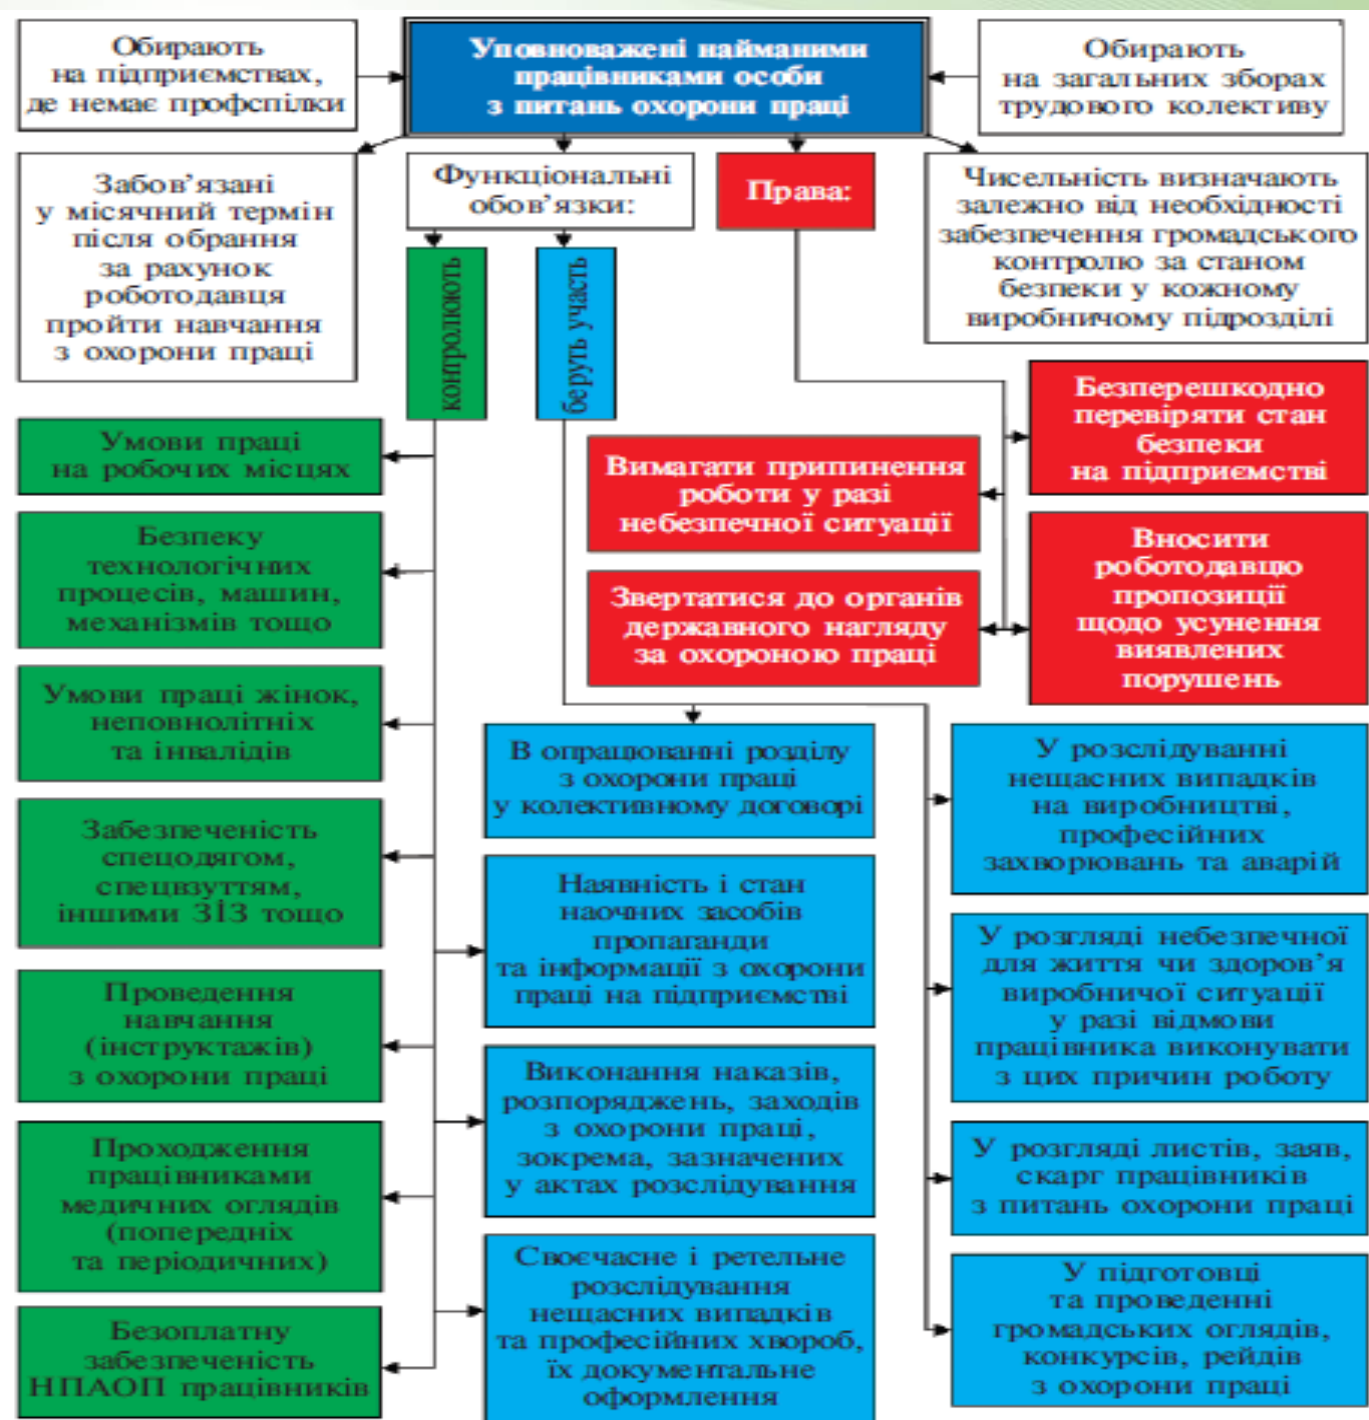 Обирають
на підприємствах,
де немає профспілки
Уповноважені найманими
працівниками особи
з питань охорони праці
Обирають
на загальних зборах
трудового колективу
Забов’язані
у місячний термін
після обрання
за рахунок
роботодавця
пройти навчання
з охорони праці
Функціональні
обов’язки:
Права:
Чисельність визначають
залежно від необхідності
забезпечення громадського
контролю за станом
безпеки у кожному
виробничому підрозділі
контролюють
беруть участь
Безперешкодно
перевіряти стан
безпеки
на підприємстві
Вимагати припинення
роботи у разі
небезпечної ситуації
Вносити
роботодавцю
пропозиції
щодо усунення
виявлених
порушень
Звертатися до органів
державного нагляду
за охороною праці
Умови праці
на робочих місцях
Безпеку
технологічних
процесів, машин,
механізмів тощо
Умови праці жінок,
неповнолітніх
та інвалідів
Забезпеченість
спецодягом,
спецвзуттям,
іншими ЗІЗ тощо
Проведення
навчання
(інструктажів)
з охорони праці
Проходження
працівниками
медичних оглядів
(попередніх
та періодичних)
Безоплатну
забезпеченість
НПАОП працівників
В опрацюванні розділу
з охорони праці
у колективному договорі
Наявність і стан
наочних засобів
пропаганди
та інформації з охорони
праці на підприємстві
Виконання наказів,
розпоряджень, заходів
з охорони праці,
зокрема, зазначених
у актах розслідування
Своєчасне і ретельне
розслідування
нещасних випадків
та професійних хвороб,
їх документальне
оформлення
У розслідуванні
нещасних випадків
на виробництві,
професійних
захворювань та аварій
У розгляді небезпечної
для життя чи здоров’я
виробничої ситуації
у разі відмови
працівника виконувати
з цих причин роботу
У розгляді листів, заяв,
скарг працівників
з питань охорони праці
У підготовці
та проведенні
громадських оглядів,
конкурсів, рейдів
з охорони праці